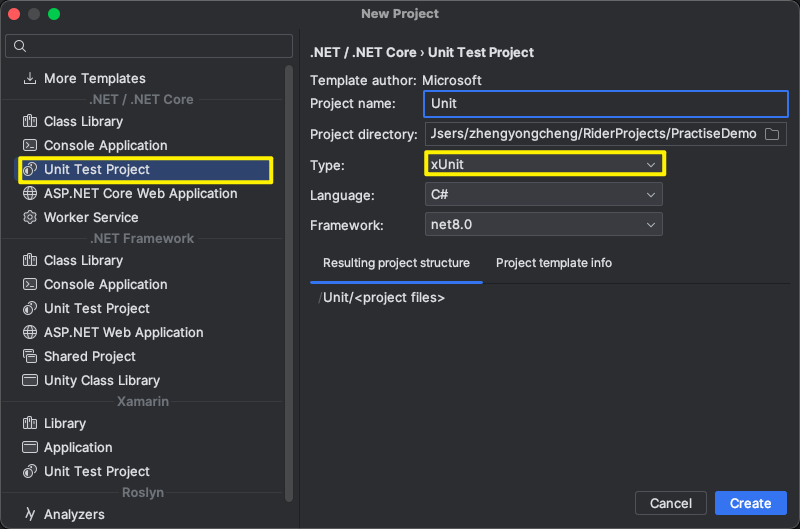 New Project
More Templates
.NET / .NET Core
Class Library
Console Application
Unit Test Project
ASP.NET Core Web Application
Worker Service
.NET Framework
Class Library
Console Application
Unit Test Project
ASP.NET Web Application
Shared Project
Unity Class Library
Xamarin
Library
Application
Unit Test Project
Roslyn
Analyzers
.NET / .NET Core › Unit Test Project
Template author: Microsoft
Project name: Unit
Project directory: Jsers/zhengyongcheng/RiderProjects/PractiseDemo
Type: xUnit
Language: C#
Framework: net8.0
Resulting project structure Project template info
/Unit/<project files>
Cancel Create